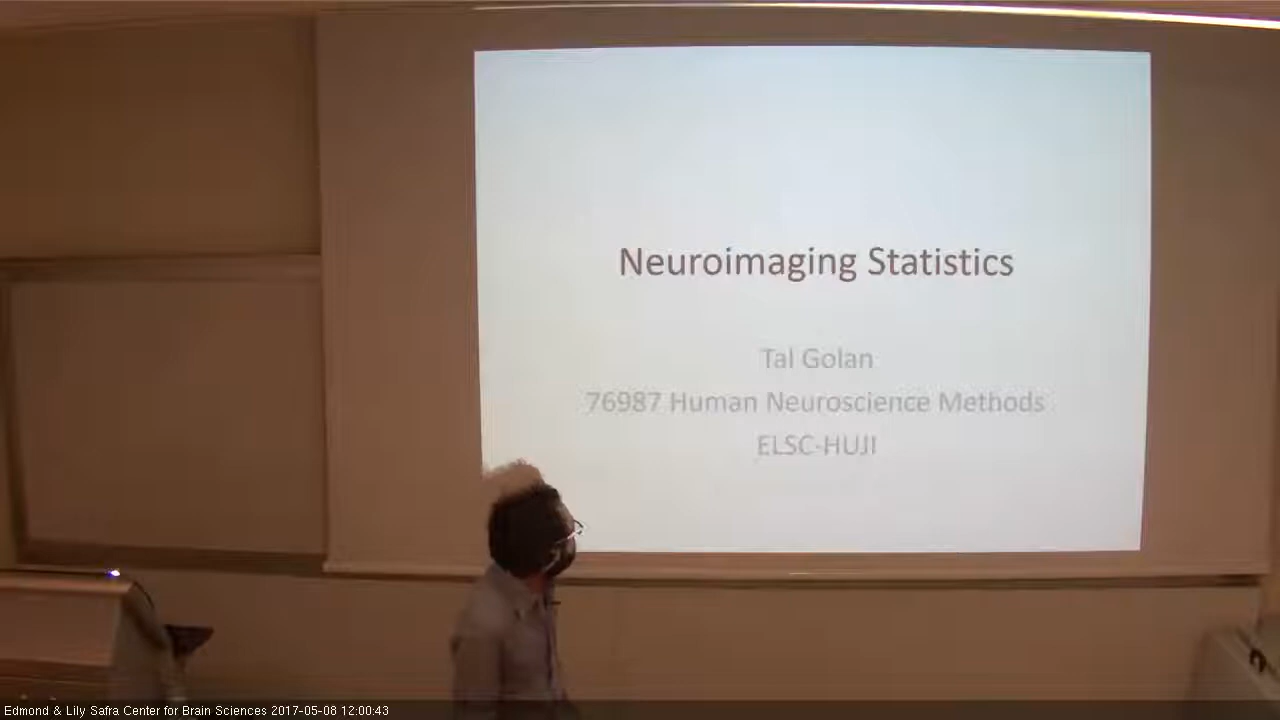 Neuroimaging Statistics
Tal Golan
76987 Human Neuroscience Methods
ELSC-HUJI
Edmond & Lily Safra Center for Brain Sciences 2017-05-08 12:00:43